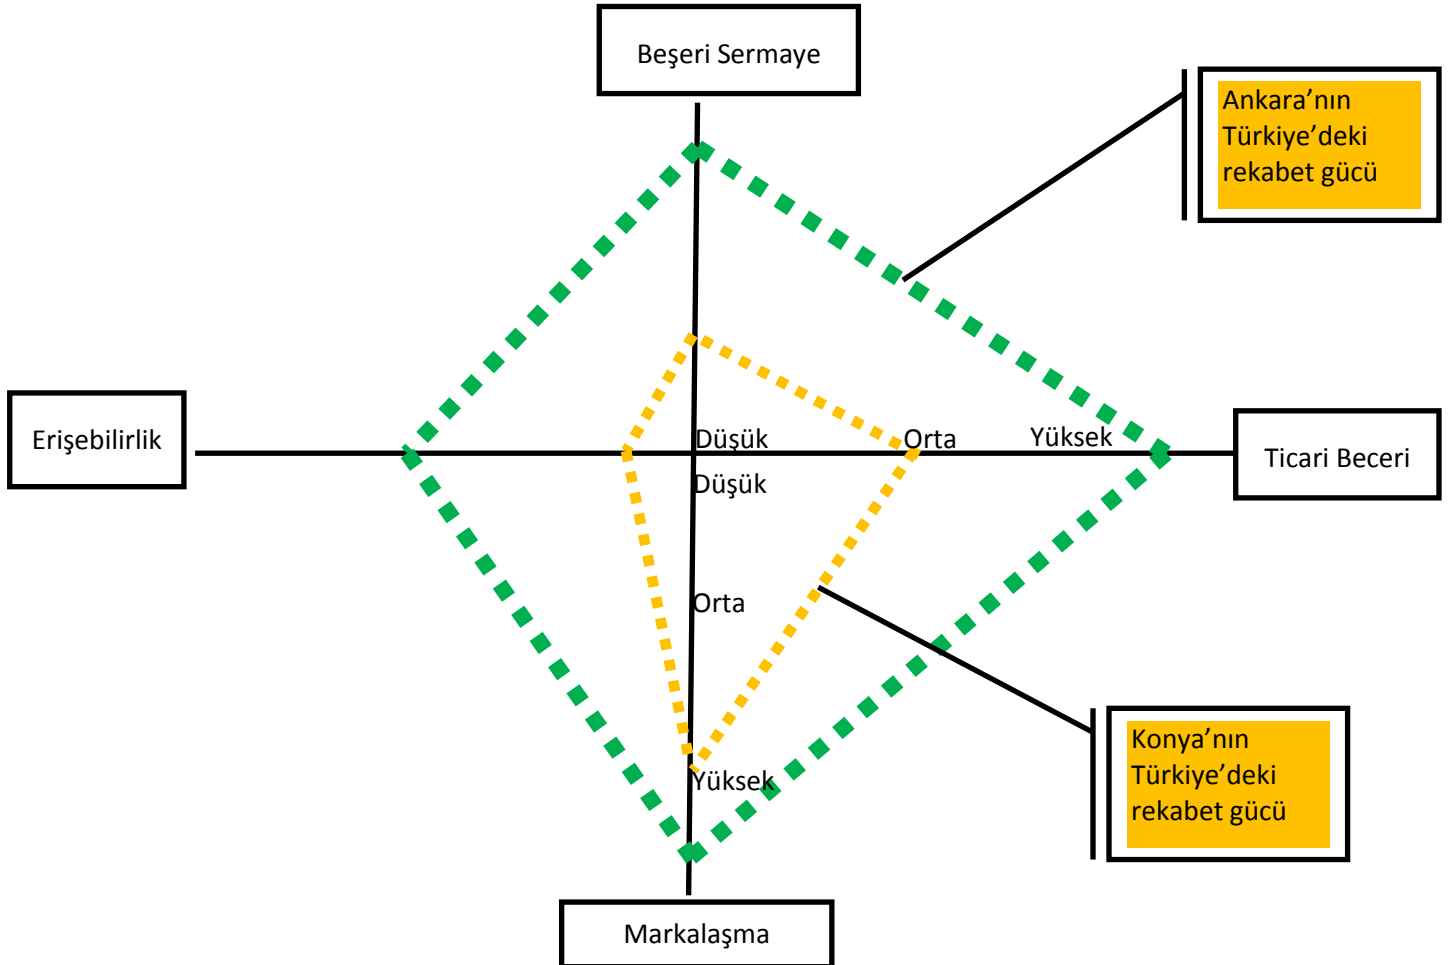 Beşeri Sermaye
Ankara’nın
Türkiye’deki
rekabet gücü
Erişebilirlik
Düşük
Orta
Yüksek
Ticari Beceri
Düşük
Orta
Yüksek
Konya’nın
Türkiye’deki
rekabet gücü
Markalaşma